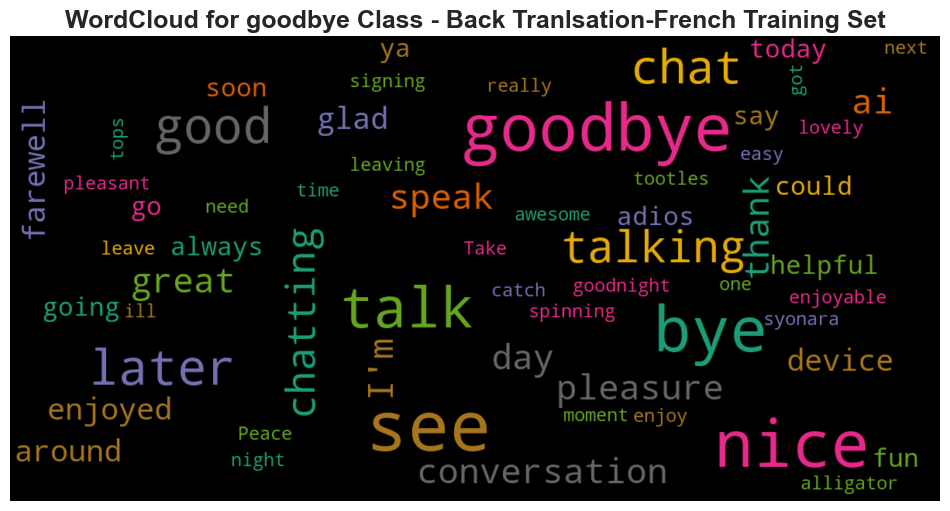 WordCloud for goodbye Class - Back Tranlsation-French Training Set
ya
today
next
chat
soon
signing
really
got
ai
farewell
tops
good
glad
goodbye
say
lovely
easy
leaving
pleasant
time
tootles
thank
could
go
need
speak
awesome
adios
leave
always
chatting
Take
talking
helpful
great
going
ill
talk
catch
goodnight
one
enjoyable
spinning
bye
syonara
later
I'm
day
device
pleasure
enjoyed
see
moment
enjoy
nice
around
Peace
night
conversation
fun
alligator